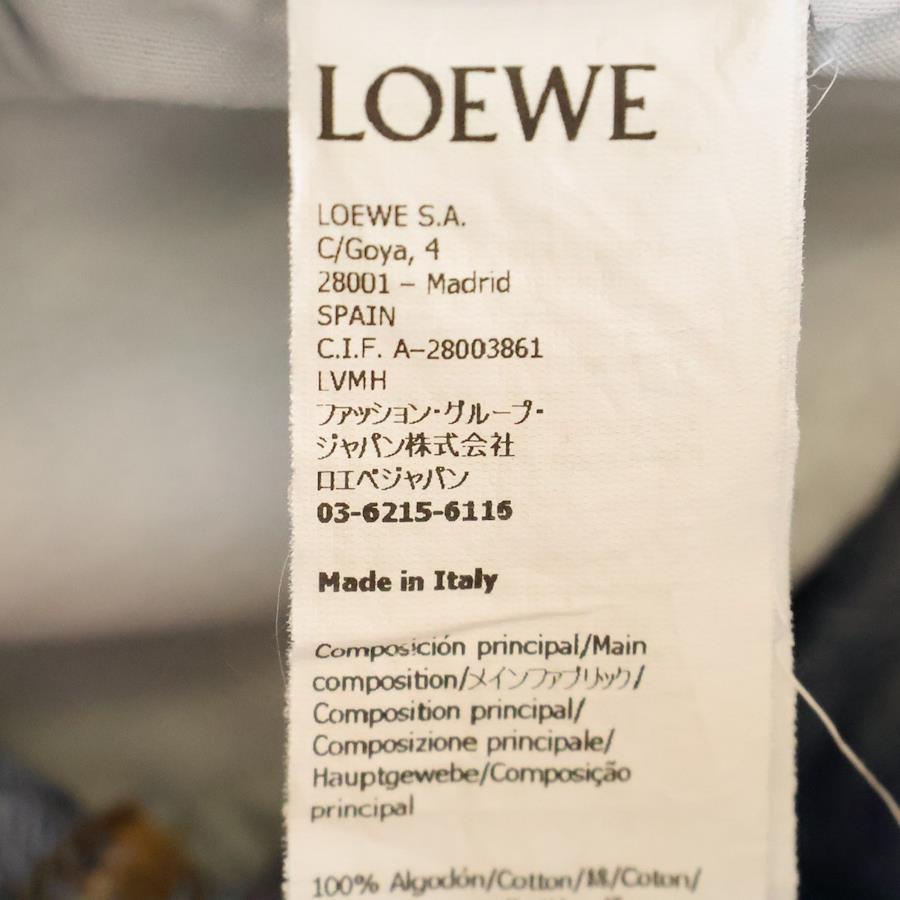 LOEWE
LOEWE S.A.
C/Goya, 4
28001 – Madrid
SPAIN
C.I.F. A–28003861
LVMH
ファッション・グループ・
ジャパン株式会社
ロエベジャパン
03-6215-6116
Made in Italy
Composición principal/Main
composition/メインファブリック/
Composition principal/
Composizione principale/
Hauptgewebe/Composição
principal
100% Algodón/Cotton/綿/Coton/